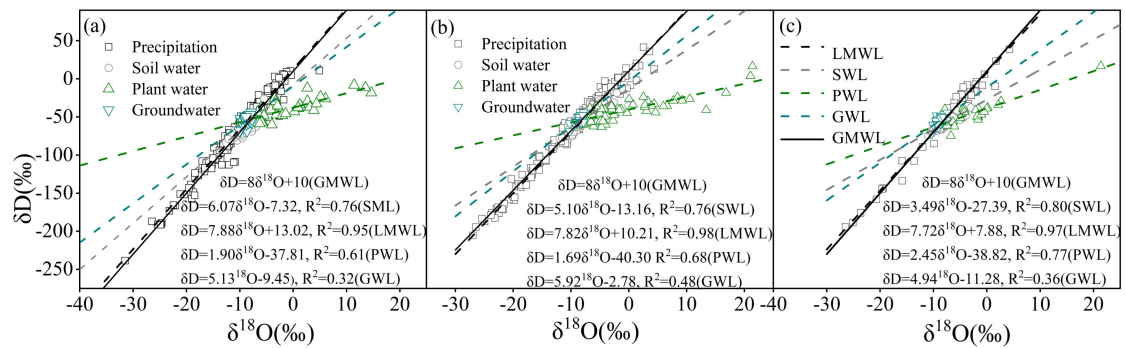 (a)
Precipitation
Soil water
Plant water
Groundwater
δD=8δ18O+10(GMWL)
δD=6.07δ18O-7.32, R2=0.76(SML)
δD=7.88δ18O+13.02, R2=0.95(LMWL)
δD=1.90δ18O-37.81, R2=0.61(PWL)
δD=5.13δ18O-9.45), R2=0.32(GWL)
50
0
-50
-100
-150
-200
-250
δD(‰)
-40 -30 -20 -10 0 10 20
δ18O(‰)
(b)
Precipitation
Soil water
Plant water
Groundwater
δD=8δ18O+10(GMWL)
δD=5.10δ18O-13.16, R2=0.76(SWL)
δD=7.82δ18O+10.21, R2=0.98(LMWL)
δD=1.69δ18O-40.30 R2=0.68(PWL)
δD=5.92δ18O-2.78, R2=0.48(GWL)
-30 -20 -10 0 10 20
δ18O(‰)
(c)
LMWL
SWL
PWL
GWL
GMWL
δD=8δ18O+10(GMWL)
δD=3.49δ18O-27.39, R2=0.80(SWL)
δD=7.72δ18O+7.88, R2=0.97(LMWL)
δD=2.45δ18O-38.82, R2=0.77(PWL)
δD=4.94δ18O-11.28, R2=0.36(GWL)
-40 -30 -20 -10 0 10 20
δ18O(‰)